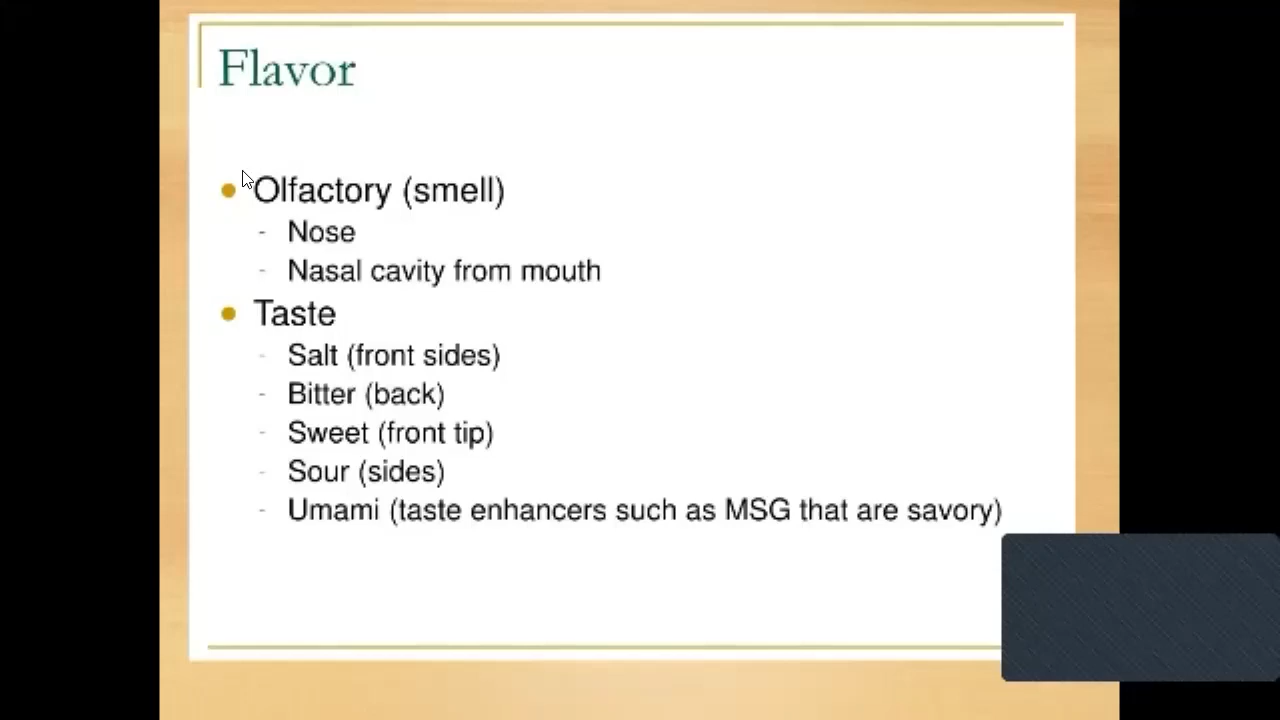 Flavor
Olfactory (smell)
- Nose
- Nasal cavity from mouth
Taste
- Salt (front sides)
- Bitter (back)
- Sweet (front tip)
- Sour (sides)
- Umami (taste enhancers such as MSG that are savory)